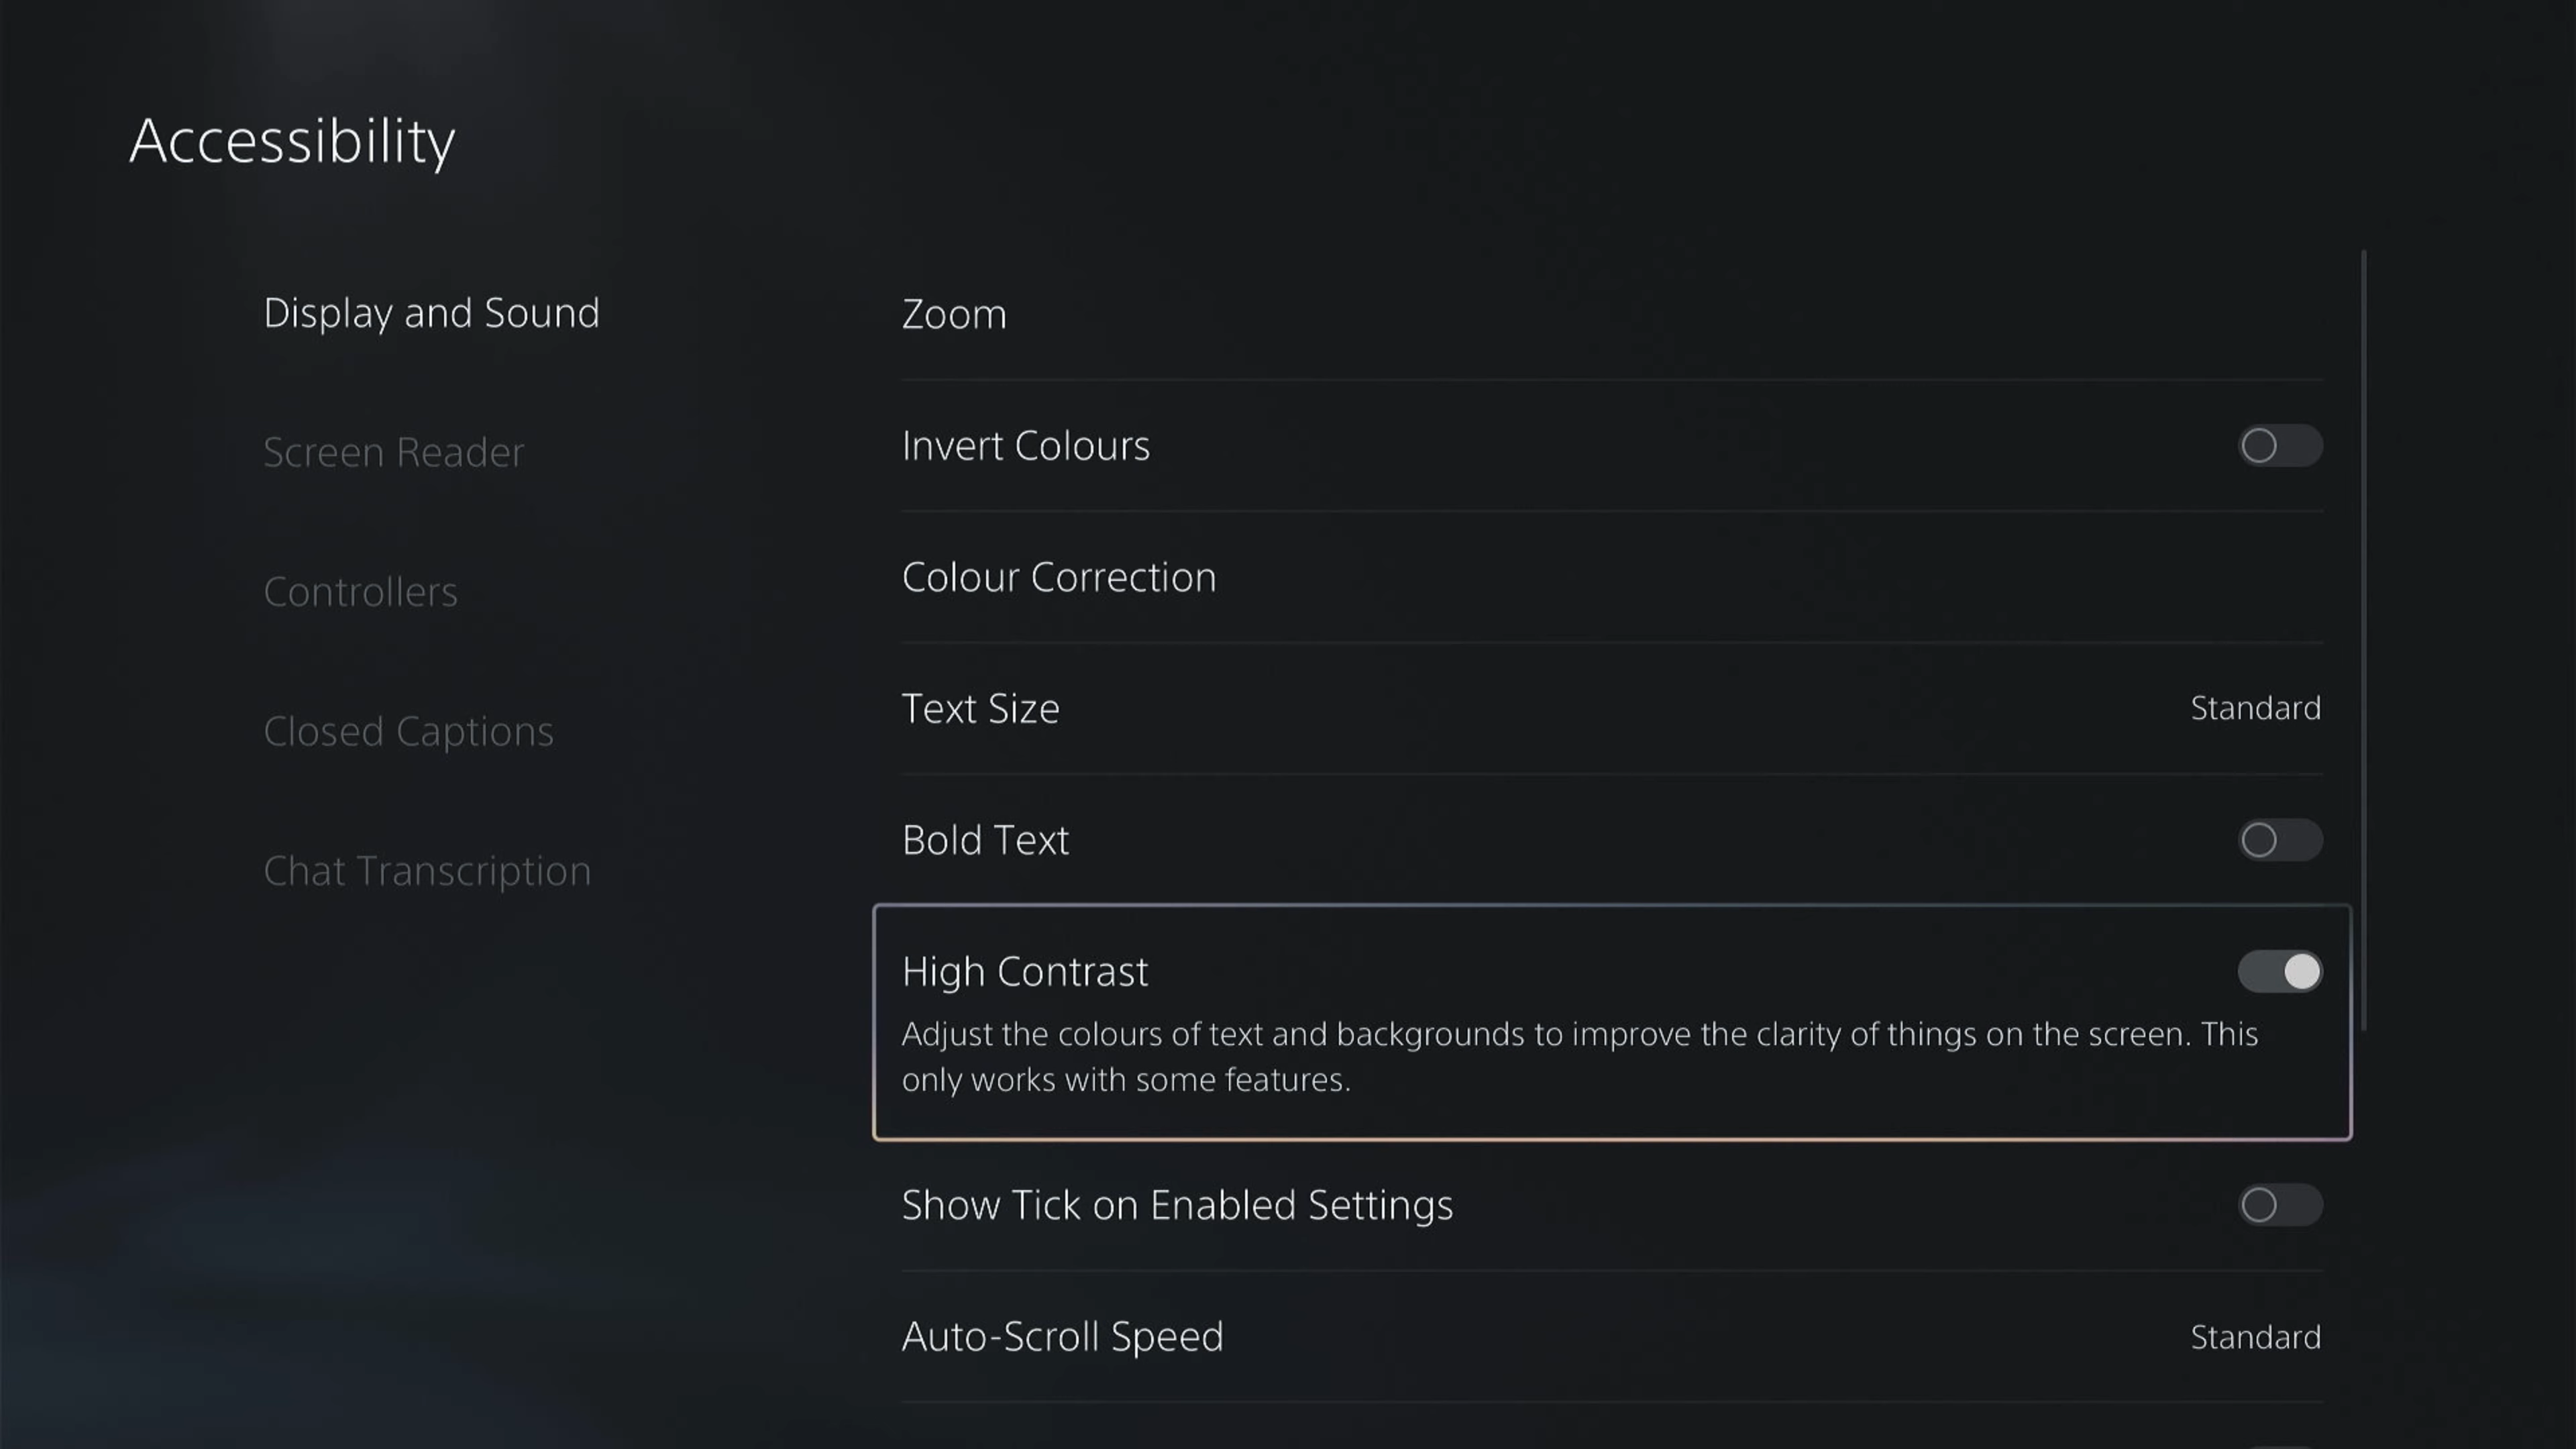 Accessibility
Display and Sound
Screen Reader
Controllers
Closed Captions
Chat Transcription
Zoom
Invert Colours
Colour Correction
Text Size
Standard
Bold Text
High Contrast
Adjust the colours of text and backgrounds to improve the clarity of things on the screen. This
only works with some features.
Show Tick on Enabled Settings
Auto-Scroll Speed
Standard